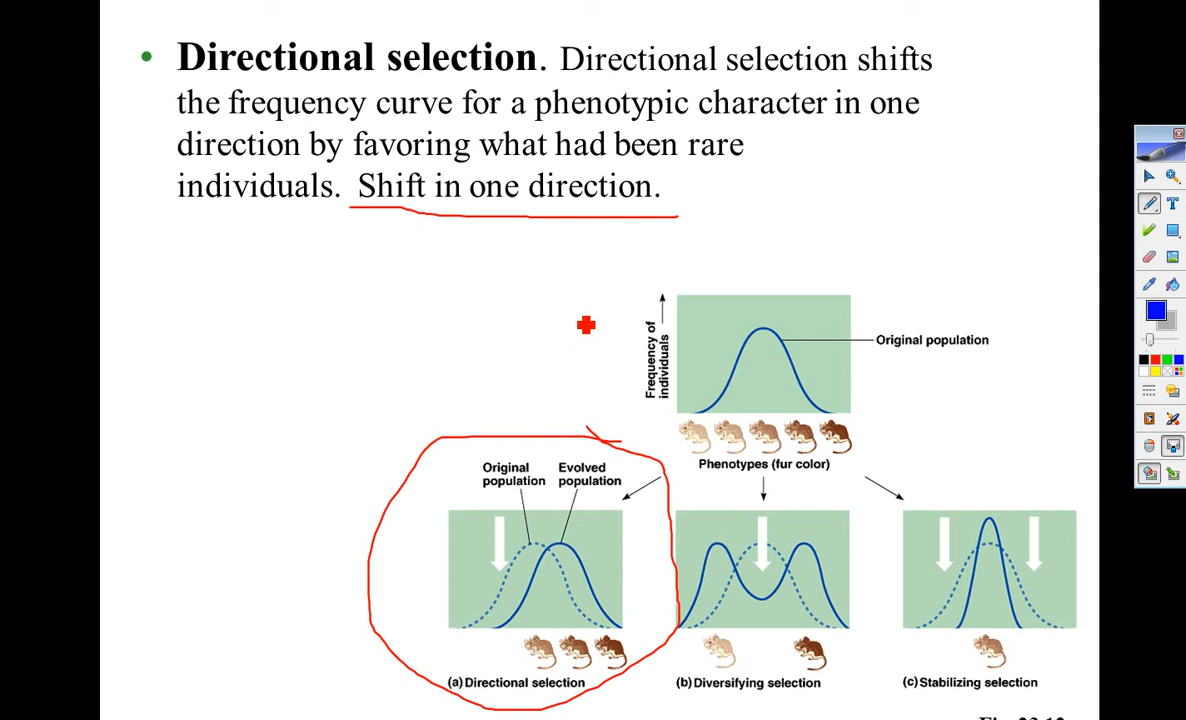 • Directional selection. Directional selection shifts
the frequency curve for a phenotypic character in one
direction by favoring what had been rare
individuals. Shift in one direction.
Frequency of
individuals
Original population
Phenotypes (fur color)
Original
population
Evolved
population
(a) Directional selection
(b) Diversifying selection
(c) Stabilizing selection